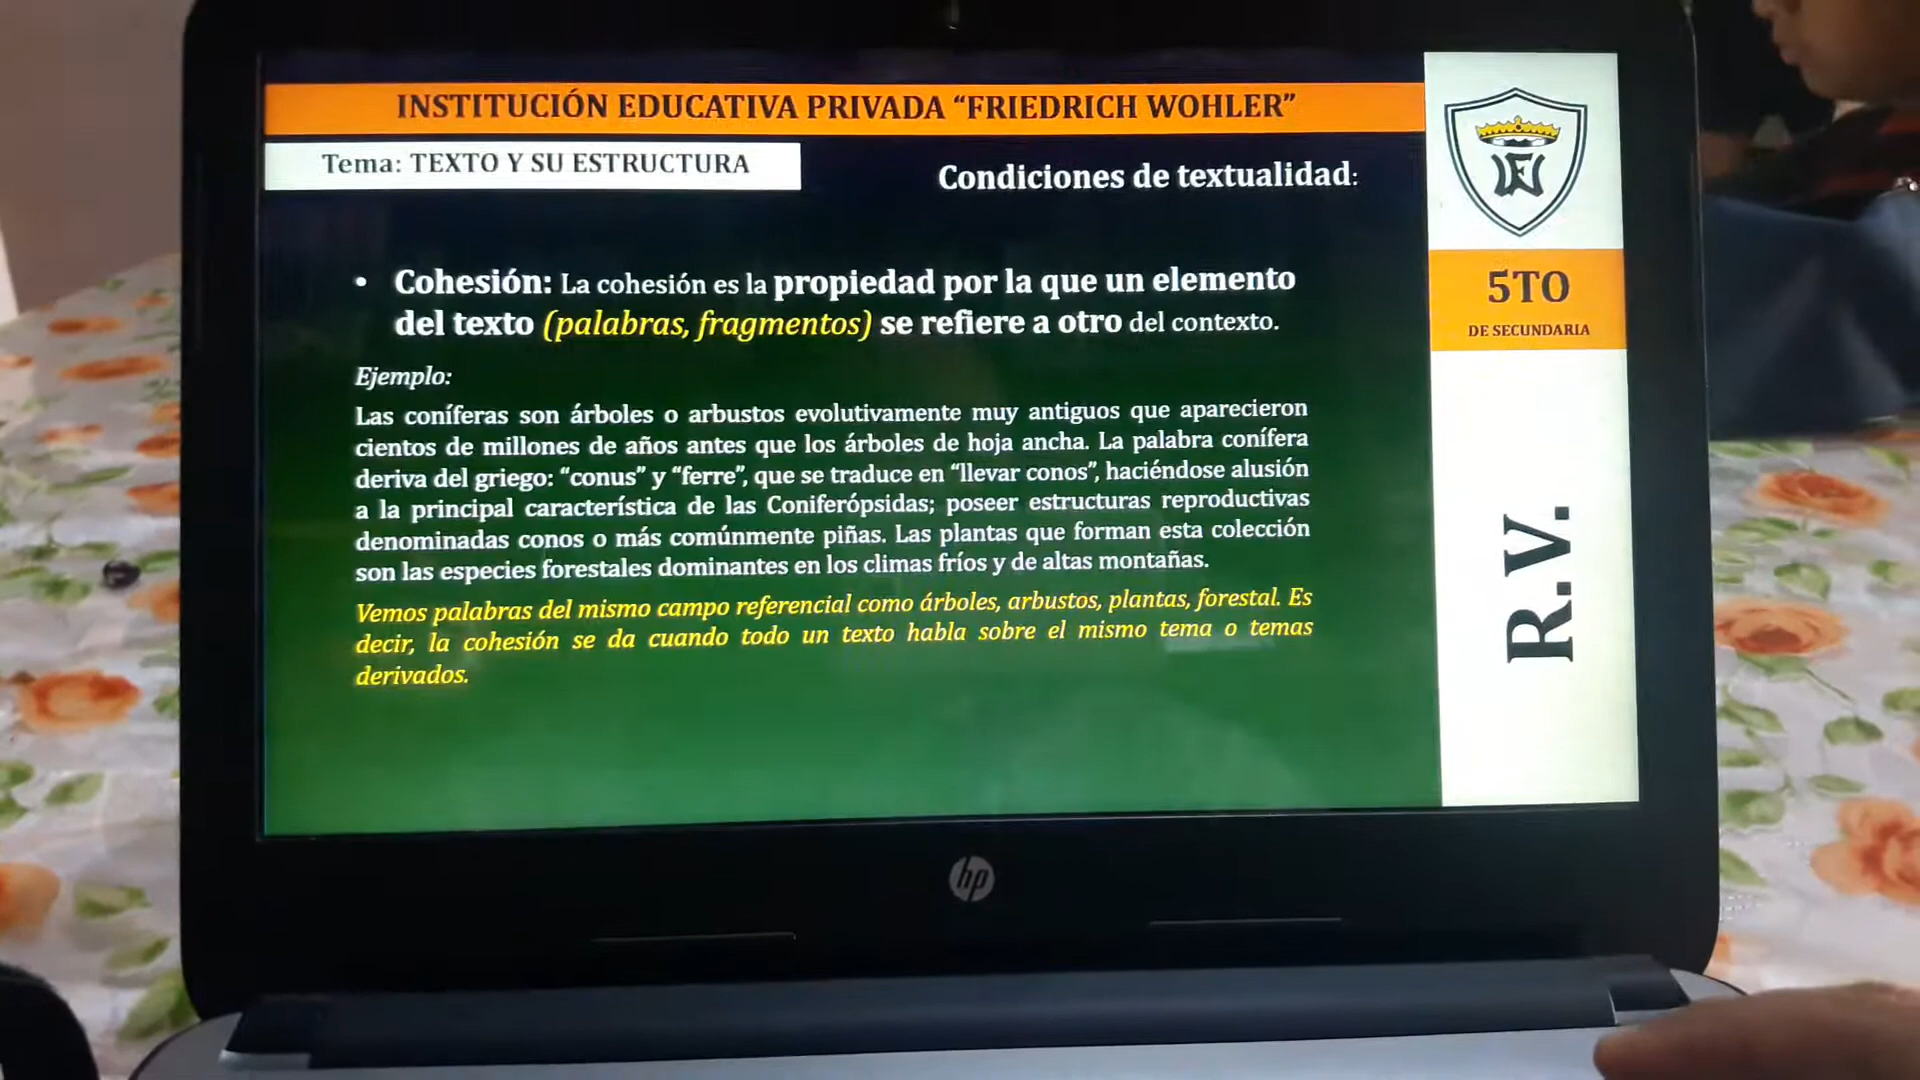 INSTITUCIÓN EDUCATIVA PRIVADA “FRIEDRICH WOHLER”
Tema: TEXTO Y SU ESTRUCTURA
Condiciones de textualidad:
• Cohesión: La cohesión es la propiedad por la que un elemento
del texto (palabras, fragmentos) se refiere a otro del contexto.
Ejemplo:
Las coníferas son árboles o arbustos evolutivamente muy antiguos que aparecieron
cientos de millones de años antes que los árboles de hoja ancha. La palabra conífera
deriva del griego: “conus” y “ferre”, que se traduce en “llevar conos”, haciéndose alusión
a la principal característica de las Coniferópsidas; poseer estructuras reproductivas
denominadas conos o más comúnmente piñas. Las plantas que forman esta colección
son las especies forestales dominantes en los climas fríos y de altas montañas.
Vemos palabras del mismo campo referencial como árboles, arbustos, plantas, forestal. Es
decir, la cohesión se da cuando todo un texto habla sobre el mismo tema o temas
derivados.
5TO
DE SECUNDARIA
R.V.
hp